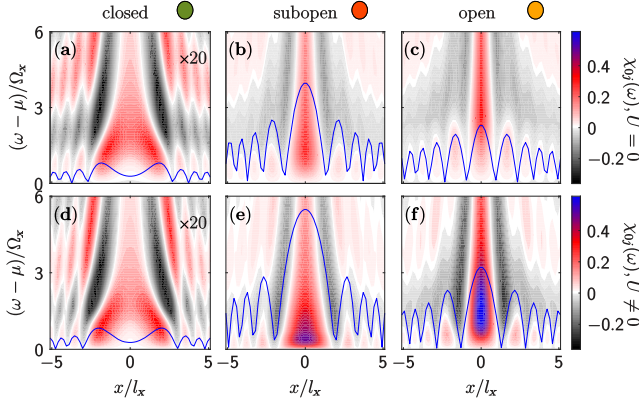 closed subopen open
6 (a) ×20 (b) (c)
(ω − μ)/Ωₓ 3 0.4 0.2 0 −0.2 χ₀ⱼ(ω), U = 0
0
6 (d) ×20 (e) (f)
(ω − μ)/Ωₓ 3 0.4 0.2 0 −0.2 χ₀ⱼ(ω), U ≠ 0
0
−5 0 5 −5 0 5 −5 0 5
x/lₓ x/lₓ x/lₓ